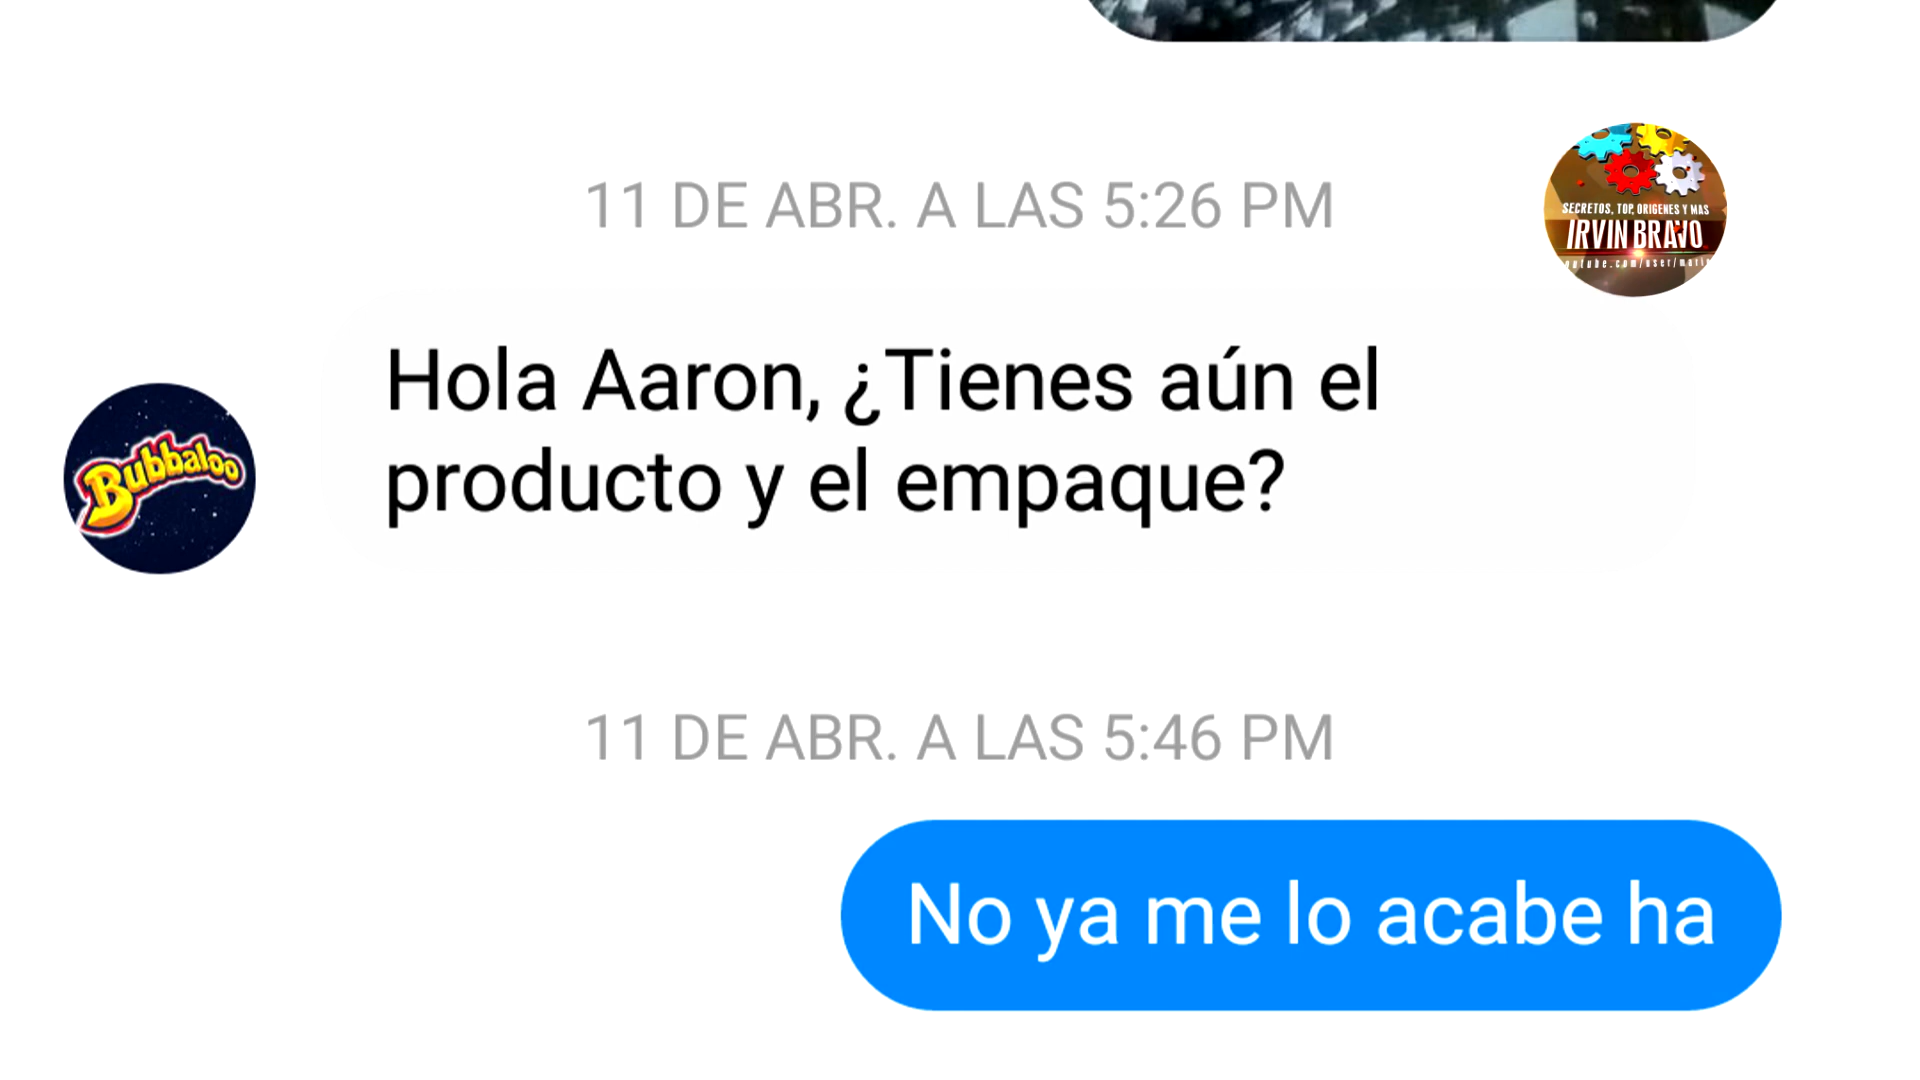 11 DE ABR. A LAS 5:26 PM
SECRETOS, TOP, ORIGENES Y MAS
IRVIN BRAVO
Hola Aaron, ¿Tienes aún el
producto y el empaque?
Bubbaloo
11 DE ABR. A LAS 5:46 PM
No ya me lo acabe ha